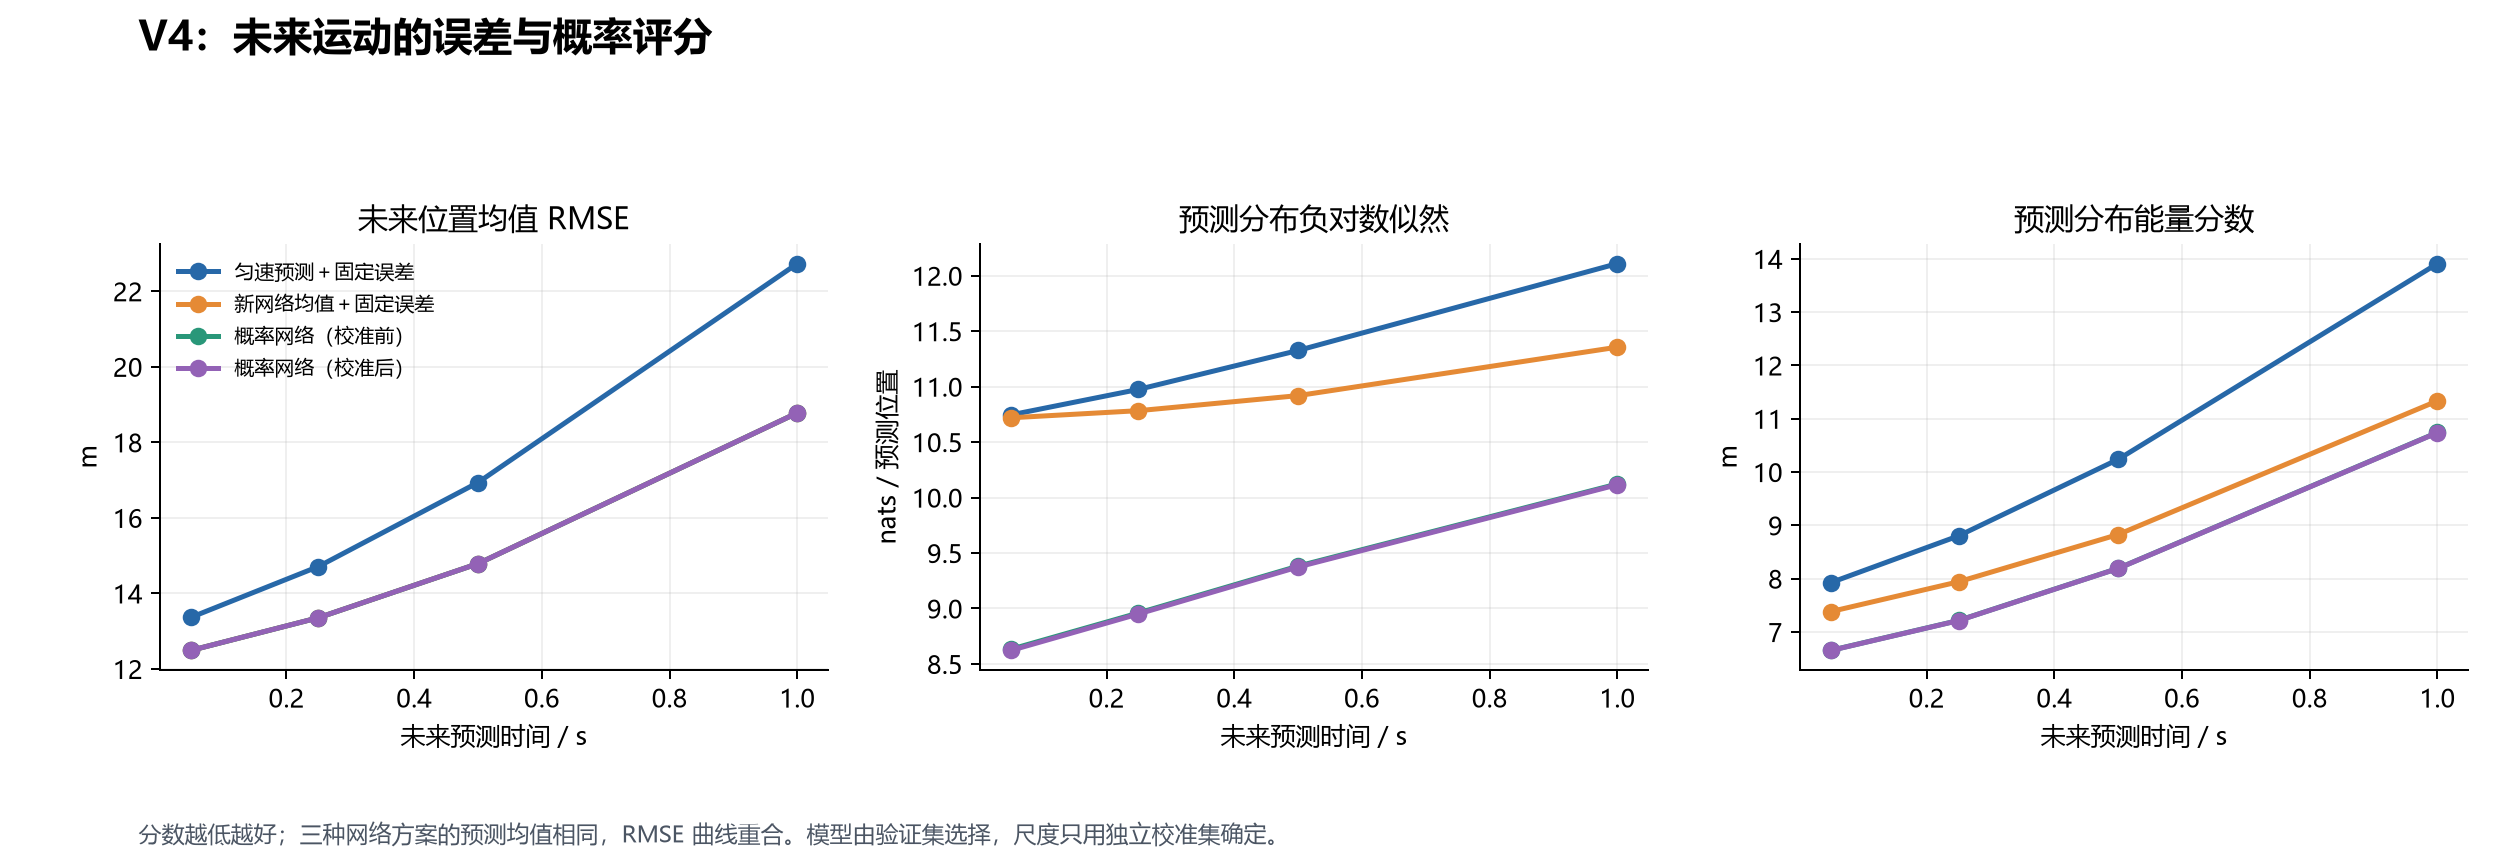 V4：未来运动的误差与概率评分
未来位置均值 RMSE
匀速预测 + 固定误差
新网络均值 + 固定误差
概率网络（校准前）
概率网络（校准后）
m
22
20
18
16
14
12
0.2 0.4 0.6 0.8 1.0
未来预测时间 / s
预测分布负对数似然
nats / 预测位置
12.0
11.5
11.0
10.5
10.0
9.5
9.0
8.5
0.2 0.4 0.6 0.8 1.0
未来预测时间 / s
预测分布能量分数
m
14
13
12
11
10
9
8
7
0.2 0.4 0.6 0.8 1.0
未来预测时间 / s
分数越低越好；三种网络方案的预测均值相同，RMSE 曲线重合。模型由验证集选择，尺度只用独立校准集确定。